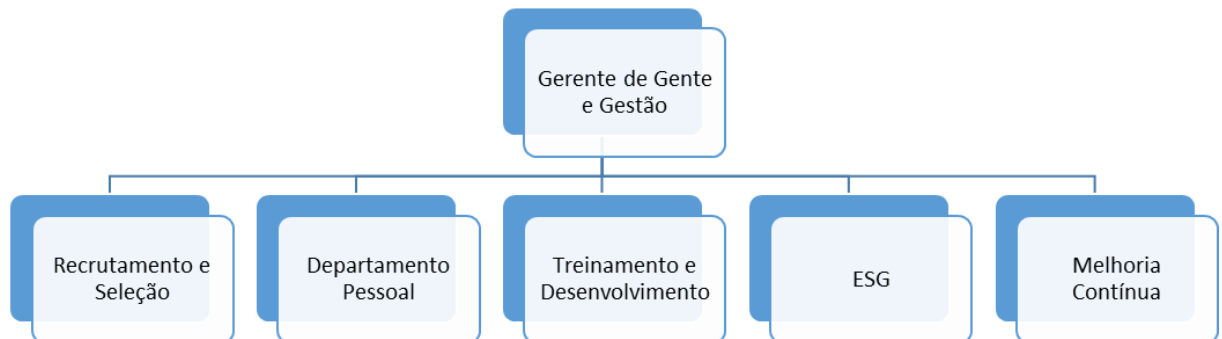 Gerente de Gente
e Gestão
Recrutamento e
Seleção
Departamento
Pessoal
Treinamento e
Desenvolvimento
ESG
Melhoria
Contínua